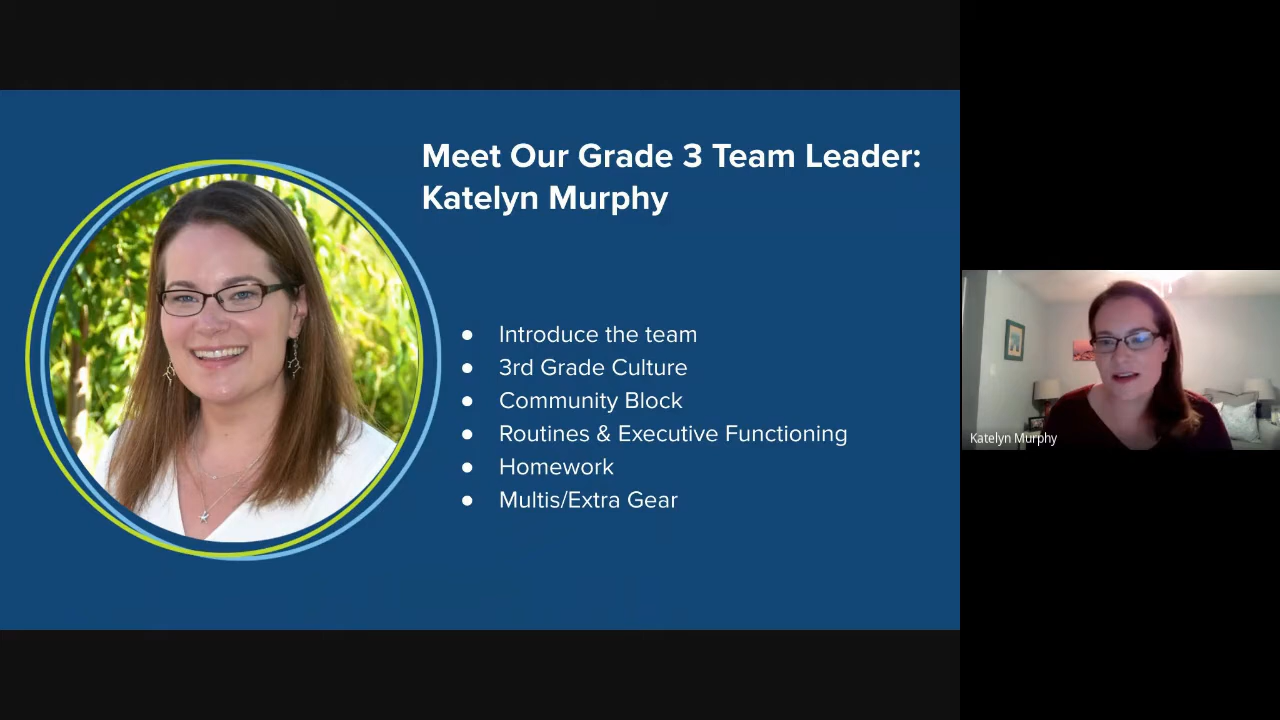 Meet Our Grade 3 Team Leader:
Katelyn Murphy
● Introduce the team
● 3rd Grade Culture
● Community Block
● Routines & Executive Functioning
● Homework
● Multis/Extra Gear
Katelyn Murphy